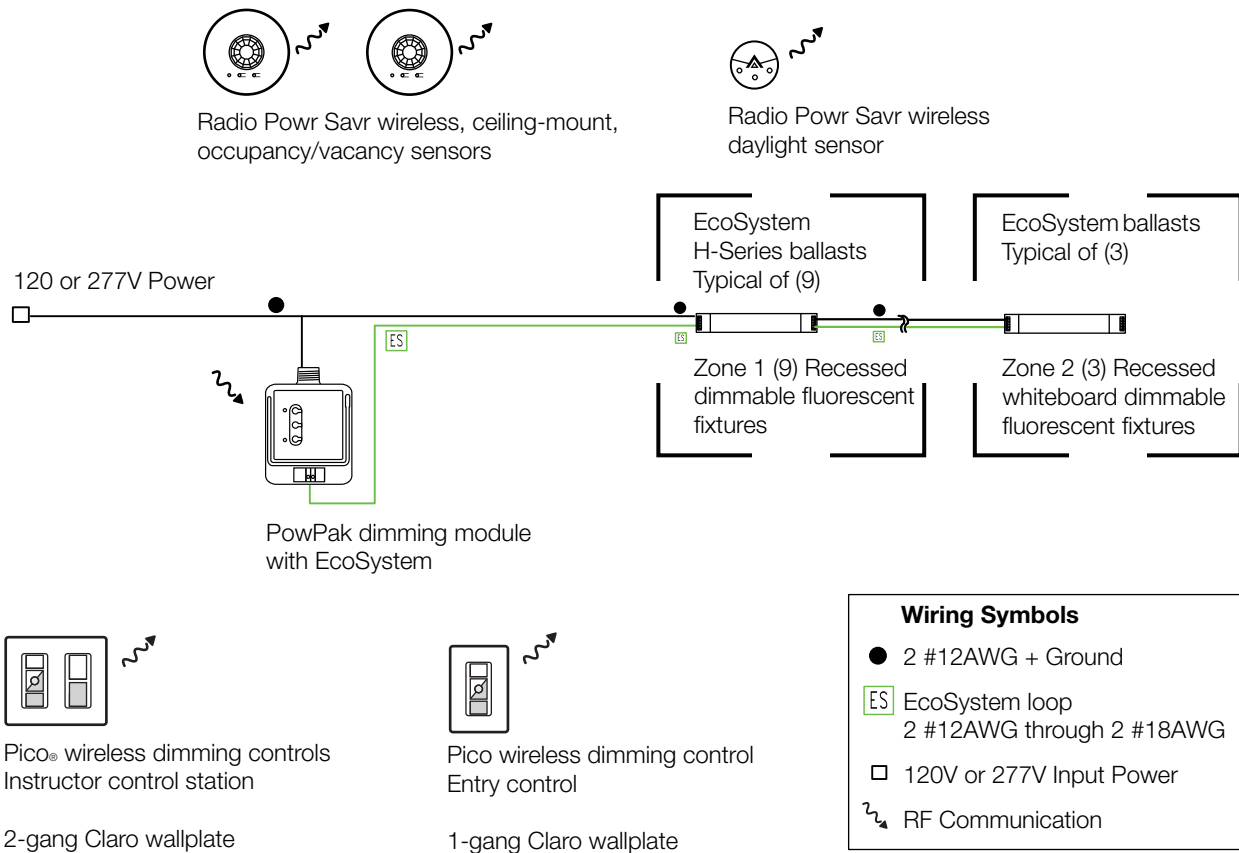 Radio Powr Savr wireless, ceiling-mount,
occupancy/vacancy sensors
Radio Powr Savr wireless
daylight sensor
120 or 277V Power
EcoSystem
H-Series ballasts
Typical of (9)
EcoSystem ballasts
Typical of (3)
ES
ES
ES
Zone 1 (9) Recessed
dimmable fluorescent
fixtures
Zone 2 (3) Recessed
whiteboard dimmable
fluorescent fixtures
PowPak dimming module
with EcoSystem
Pico® wireless dimming controls
Instructor control station
2-gang Claro wallplate
Pico wireless dimming control
Entry control
1-gang Claro wallplate
Wiring Symbols
2 #12AWG + Ground
ES EcoSystem loop
2 #12AWG through 2 #18AWG
120V or 277V Input Power
RF Communication